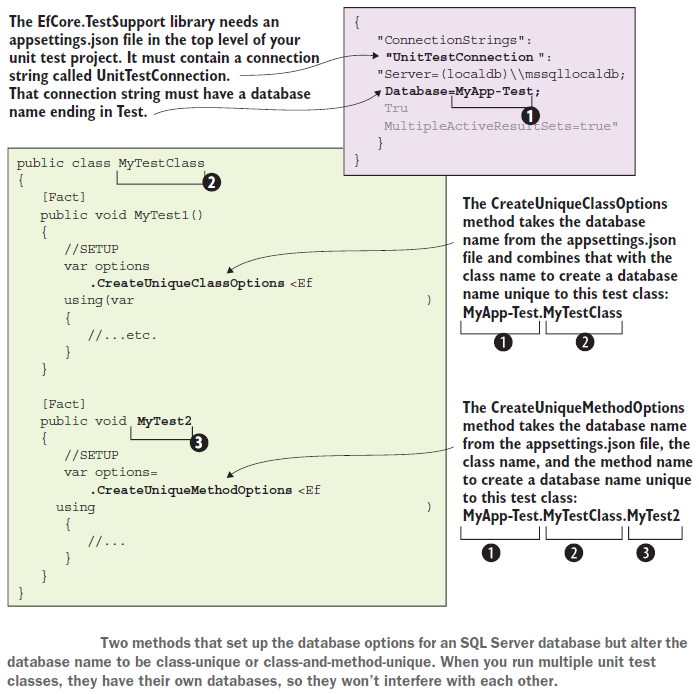 The EfCore.TestSupport library needs an
appsettings.json file in the top level of your
unit test project. It must contain a connection
string called UnitTestConnection.
That connection string must have a database
name ending in Test.
{
"ConnectionStrings":
"UnitTestConnection ":
"Server=(localdb)\\mssqllocaldb;
Database=MyApp-Test;
Tru
MultipleActiveResultSets=true"
}
}
1
public class MyTestClass
2
{
[Fact]
public void MyTest1()
{
//SETUP
var options
.CreateUniqueClassOptions <Ef
using(var )
{
//...etc.
}
}
[Fact]
public void MyTest2
3
{
//SETUP
var options=
.CreateUniqueMethodOptions <Ef
using )
{
//...
}
}
}
The CreateUniqueClassOptions
method takes the database
name from the appsettings.json
file and combines that with the
class name to create a database
name unique to this test class:
MyApp-Test.MyTestClass
1 2
The CreateUniqueMethodOptions
method takes the database name
from the appsettings.json file, the
class name, and the method name
to create a database name unique
to this test class:
MyApp-Test.MyTestClass.MyTest2
1 2 3
Two methods that set up the database options for an SQL Server database but alter the
database name to be class-unique or class-and-method-unique. When you run multiple unit test
classes, they have their own databases, so they won't interfere with each other.